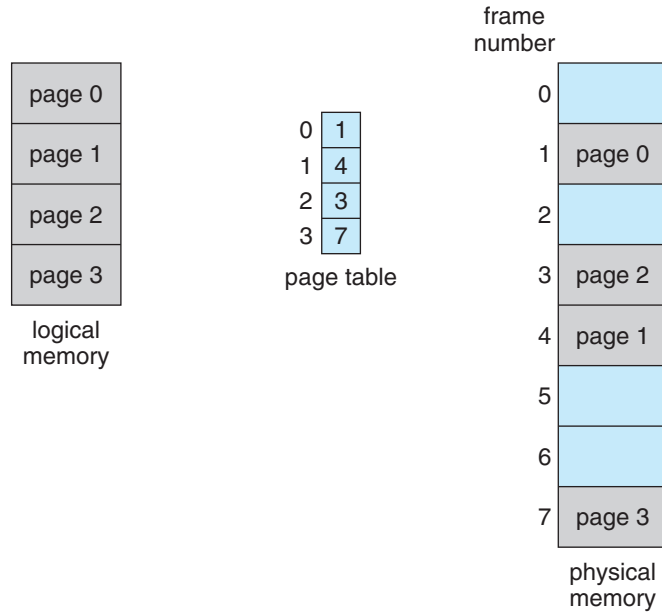 page 0
page 1
page 2
page 3
logical
memory
0 1
1 4
2 3
3 7
page table
frame
number
0
1 page 0
2
3 page 2
4 page 1
5
6
7 page 3
physical
memory